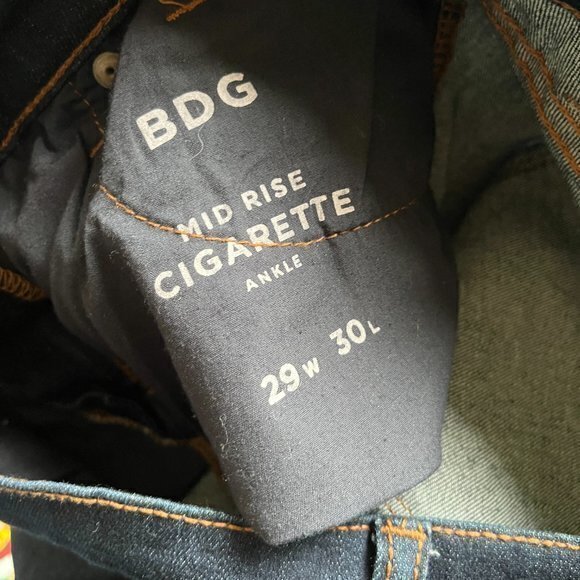 BDG
MID RISE
CIGARETTE
ANKLE
29W 30L